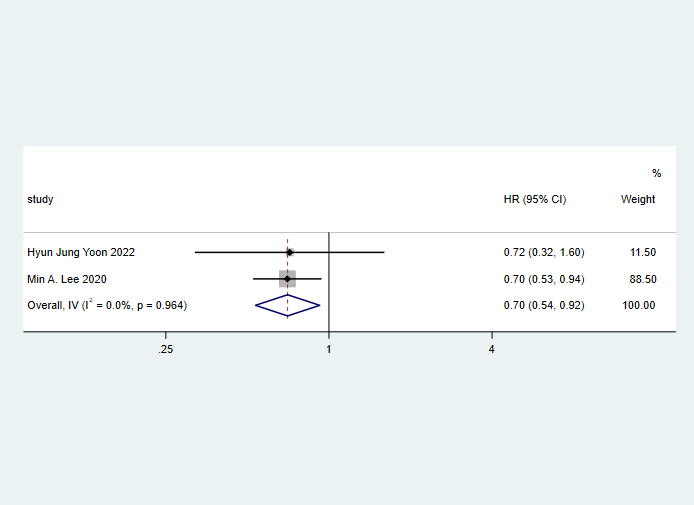 %
study HR (95% CI) Weight
Hyun Jung Yoon 2022 0.72 (0.32, 1.60) 11.50
Min A. Lee 2020 0.70 (0.53, 0.94) 88.50
Overall, IV (I² = 0.0%, p = 0.964) 0.70 (0.54, 0.92) 100.00
.25 1 4